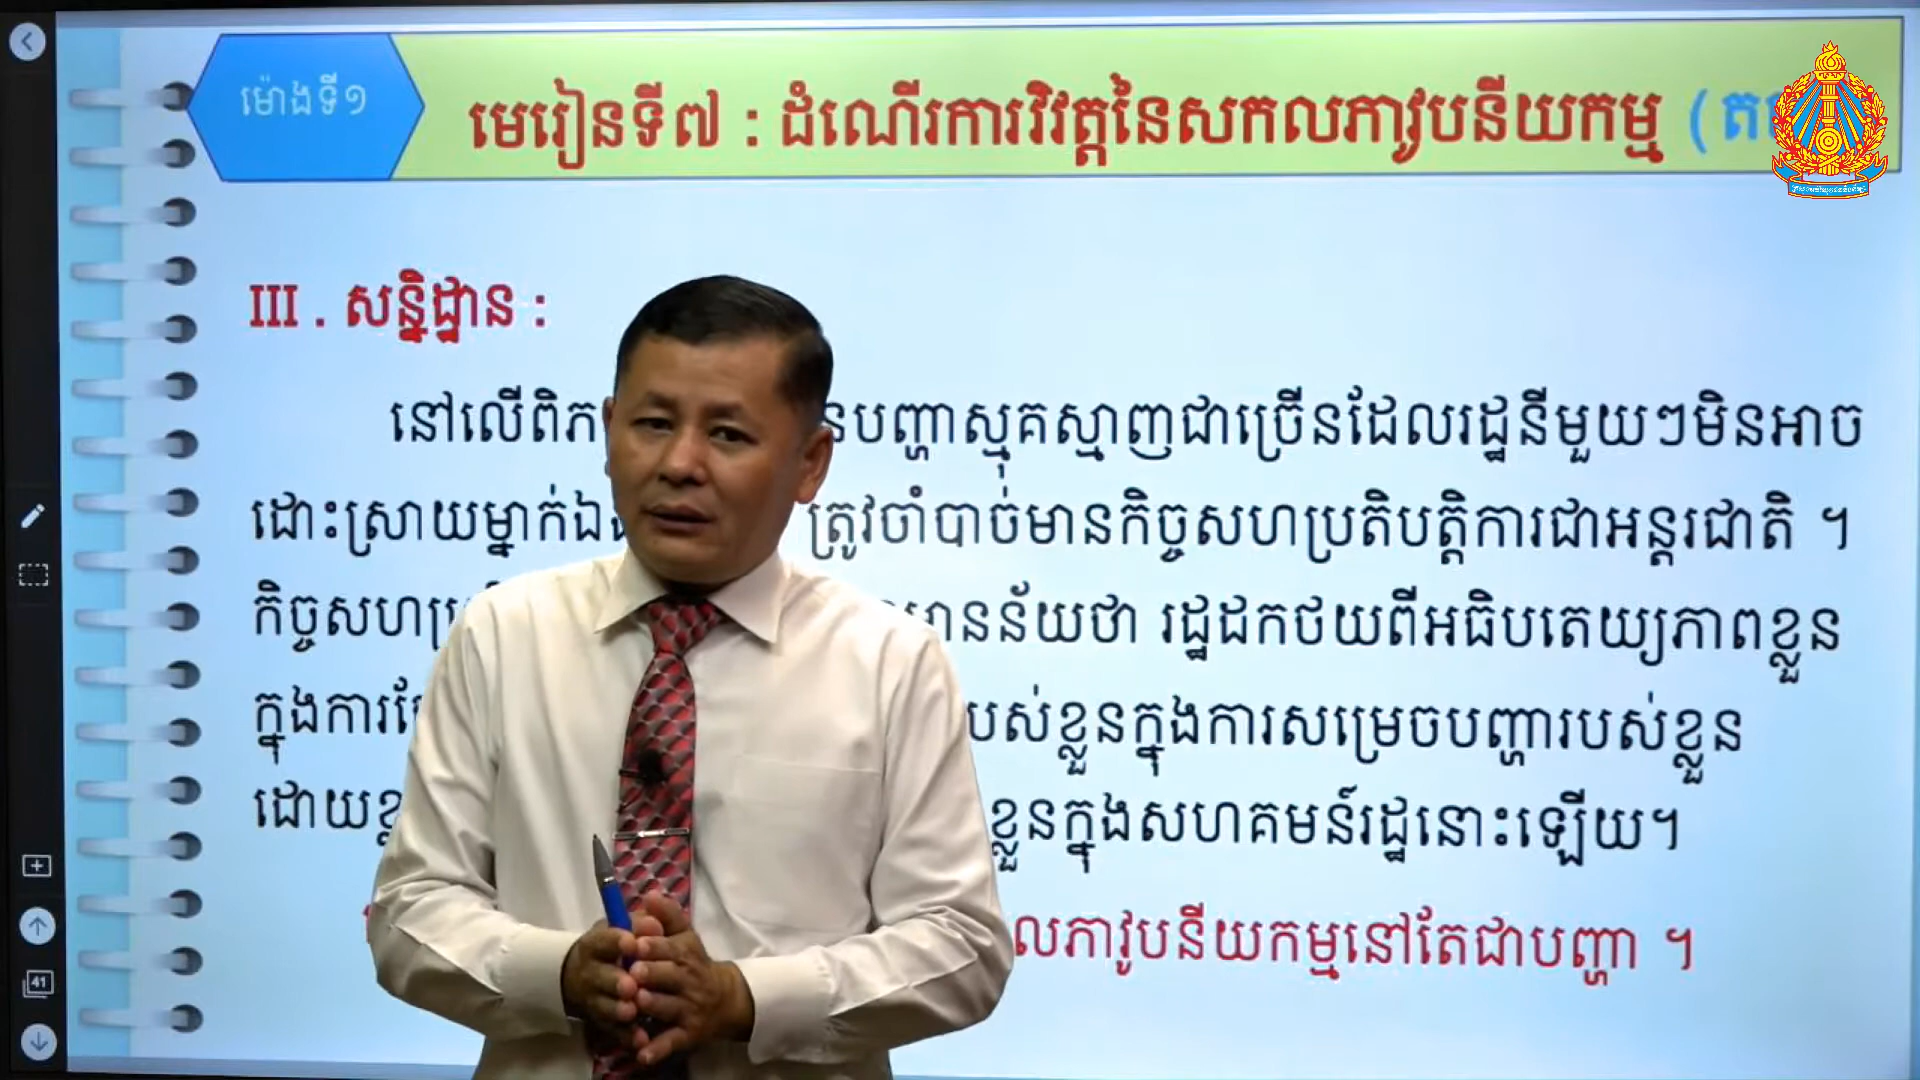 ម៉ោងទី១
មេរៀនទី៧ : ដំណើរការវិវត្តនៃសកលភាវូបនីយកម្ម (ត
III . សន្និដ្ឋាន :
នៅលើពិភ នបញ្ហាស្មុគស្មាញជាច្រើនដែលរដ្ឋនីមួយៗមិនអាច
ដោះស្រាយម្នាក់ឯង ត្រូវចាំបាច់មានកិច្ចសហប្រតិបត្តិការជាអន្តរជាតិ ។
កិច្ចសហប្រ មានន័យថា រដ្ឋដកថយពីអធិបតេយ្យភាពខ្លួន
ក្នុងការ បស់ខ្លួនក្នុងការសម្រេចបញ្ហារបស់ខ្លួន
ដោយខ្លួ ខ្លួនក្នុងសហគមន៍រដ្ឋនោះឡើយ។
លភាវូបនីយកម្មនៅតែជាបញ្ហា ។
41